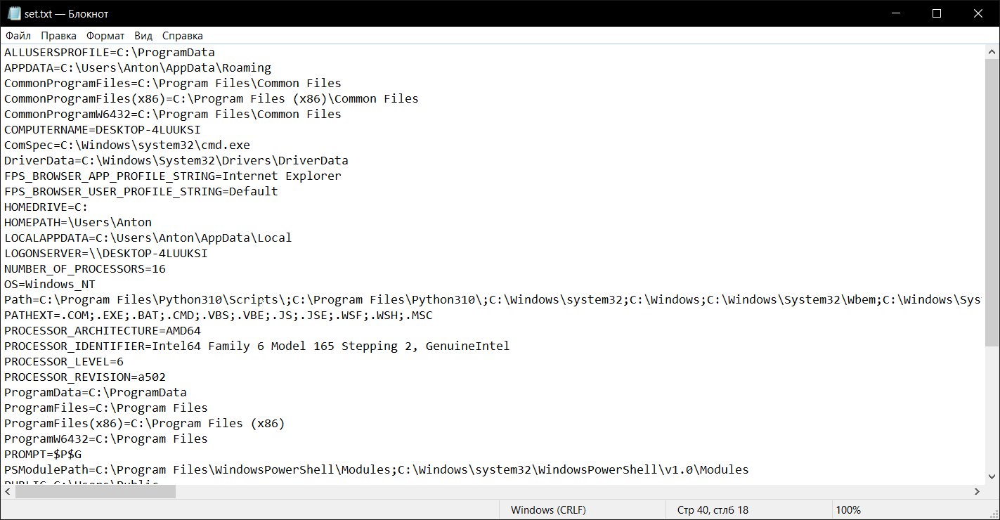 set.txt — Блокнот
Файл Правка Формат Вид Справка
ALLUSERSPROFILE=C:\ProgramData
APPDATA=C:\Users\Anton\AppData\Roaming
CommonProgramFiles=C:\Program Files\Common Files
CommonProgramFiles(x86)=C:\Program Files (x86)\Common Files
CommonProgramW6432=C:\Program Files\Common Files
COMPUTERNAME=DESKTOP-4LUUKSI
ComSpec=C:\Windows\system32\cmd.exe
DriverData=C:\Windows\System32\Drivers\DriverData
FPS_BROWSER_APP_PROFILE_STRING=Internet Explorer
FPS_BROWSER_USER_PROFILE_STRING=Default
HOMEDRIVE=C:
HOMEPATH=\Users\Anton
LOCALAPPDATA=C:\Users\Anton\AppData\Local
LOGONSERVER=\\DESKTOP-4LUUKSI
NUMBER_OF_PROCESSORS=16
OS=Windows_NT
Path=C:\Program Files\Python310\Scripts\;C:\Program Files\Python310\;C:\Windows\system32;C:\Windows;C:\Windows\System32\Wbem;C:\Windows\Sys
PATHEXT=.COM;.EXE;.BAT;.CMD;.VBS;.VBE;.JS;.JSE;.WSF;.WSH;.MSC
PROCESSOR_ARCHITECTURE=AMD64
PROCESSOR_IDENTIFIER=Intel64 Family 6 Model 165 Stepping 2, GenuineIntel
PROCESSOR_LEVEL=6
PROCESSOR_REVISION=a502
ProgramData=C:\ProgramData
ProgramFiles=C:\Program Files
ProgramFiles(x86)=C:\Program Files (x86)
ProgramW6432=C:\Program Files
PROMPT=$P$G
PSModulePath=C:\Program Files\WindowsPowerShell\Modules;C:\Windows\system32\WindowsPowerShell\v1.0\Modules
PUBLIC=C:\Users\Public
Windows (CRLF) Стр 40, стлб 18 100%